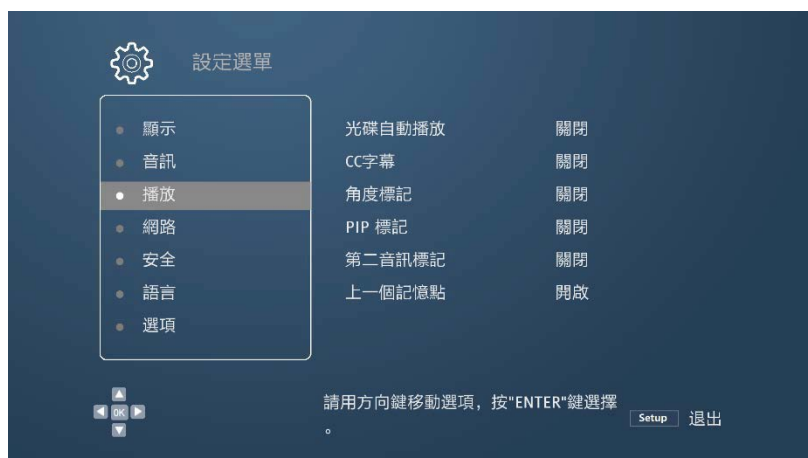 設定選單
顯示
音訊
播放
網路
安全
語言
選項
光碟自動播放 關閉
CC字幕 關閉
角度標記 關閉
PIP 標記 關閉
第二音訊標記 關閉
上一個記憶點 開啟
OK
請用方向鍵移動選項，按"ENTER"鍵選擇
。
Setup 退出